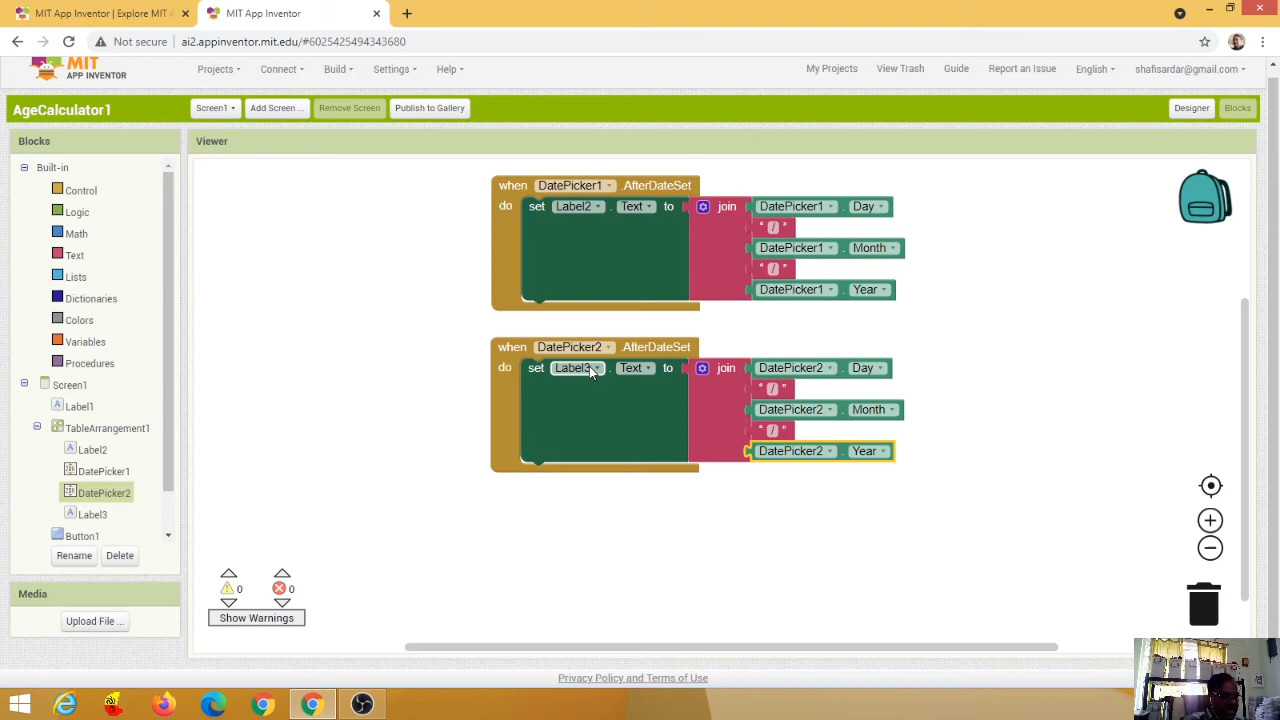 MIT App Inventor | Explore MIT A
MIT App Inventor
Not secure
ai2.appinventor.mit.edu/#6025425494343680
MIT
APP INVENTOR
Projects
Connect
Build
Settings
Help
My Projects
View Trash
Guide
Report an Issue
English
shafisardar@gmail.com
AgeCalculator1
Screen1
Add Screen ...
Remove Screen
Publish to Gallery
Designer
Blocks
Blocks
Viewer
Built-in
Control
Logic
Math
Text
Lists
Dictionaries
Colors
Variables
Procedures
Screen1
Label1
TableArrangement1
Label2
DatePicker1
DatePicker2
Label3
Button1
Rename
Delete
Media
Upload File ...
when DatePicker1 .AfterDateSet
do set Label2 . Text to join DatePicker1 . Day
“ / ”
DatePicker1 . Month
“ / ”
DatePicker1 . Year
when DatePicker2 .AfterDateSet
do set Label3 . Text to join DatePicker2 . Day
“ / ”
DatePicker2 . Month
“ / ”
DatePicker2 . Year
0
0
Show Warnings
Privacy Policy and Terms of Use